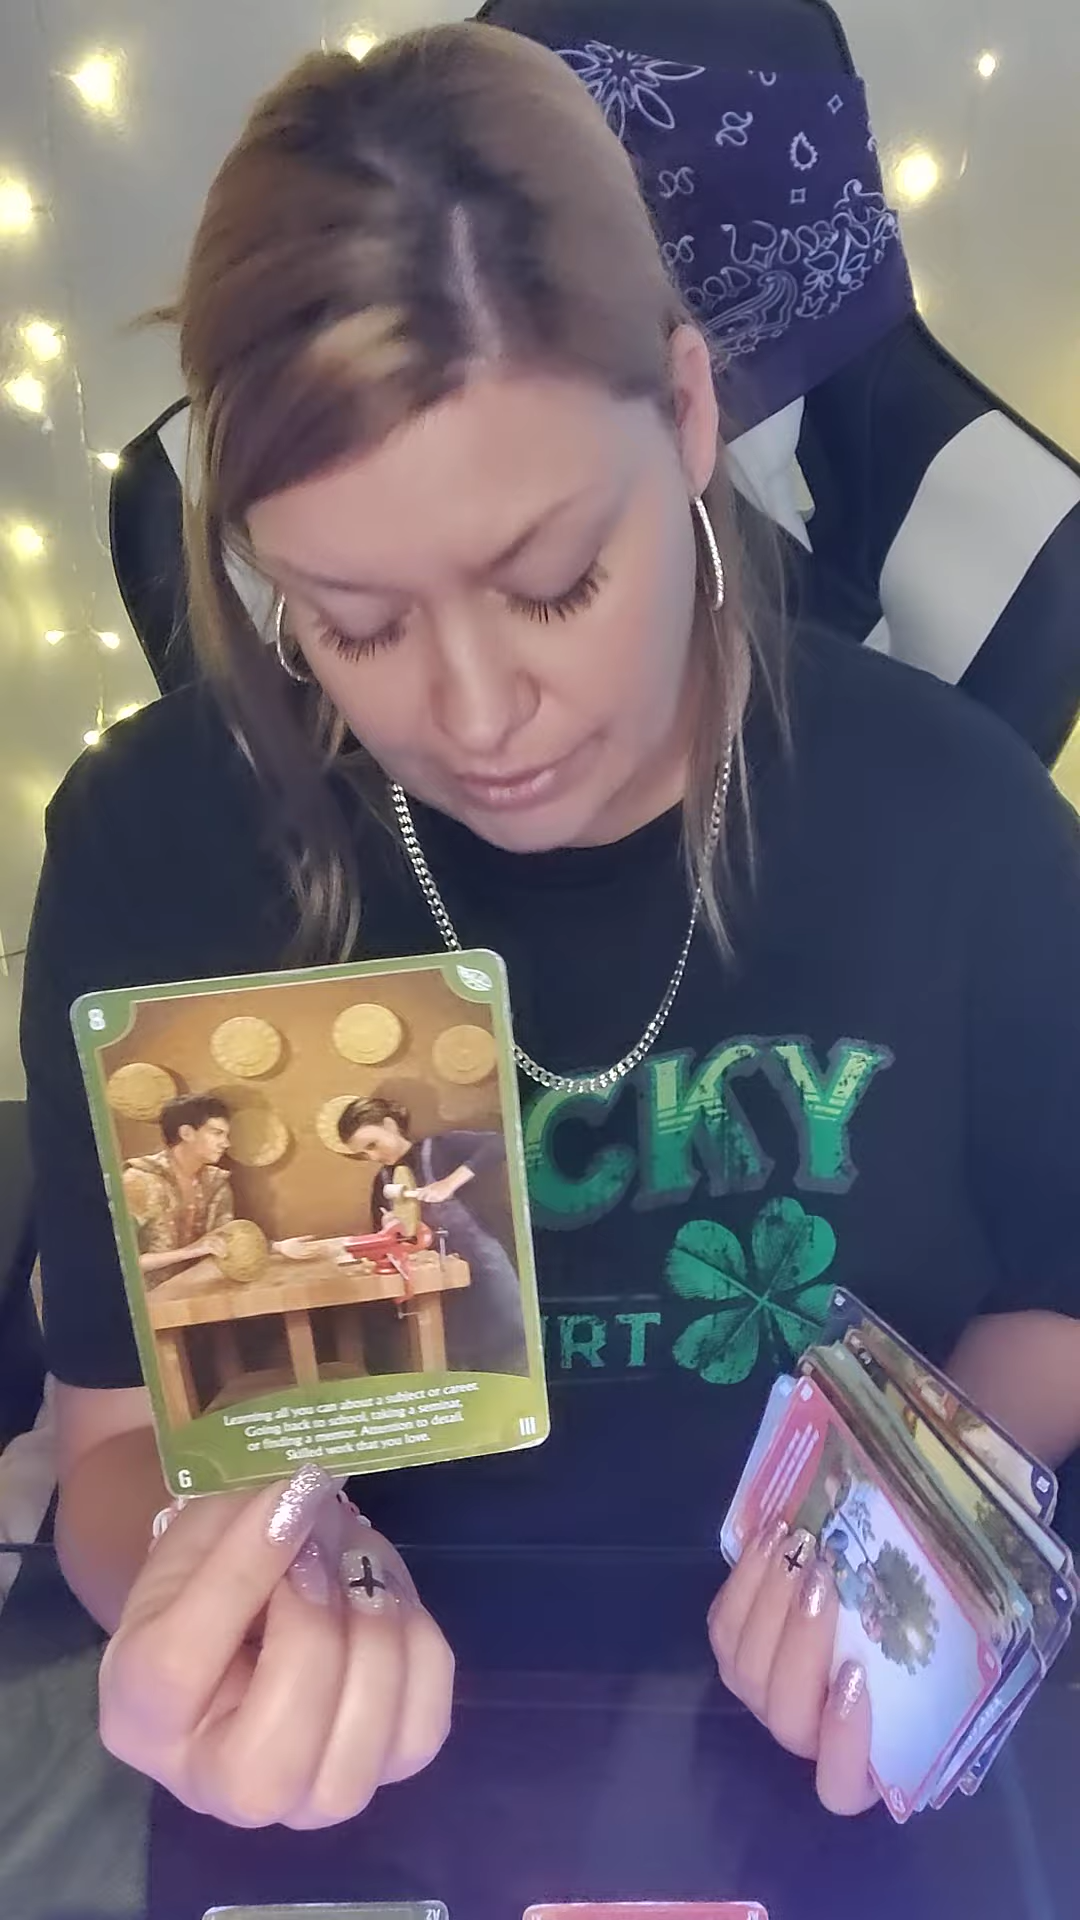 8
Learning all you can about a subject or career.
Going back to school, taking a seminar,
or finding a mentor. Attention to detail.
Skilled work that you love.
G
III
CKY
IRT